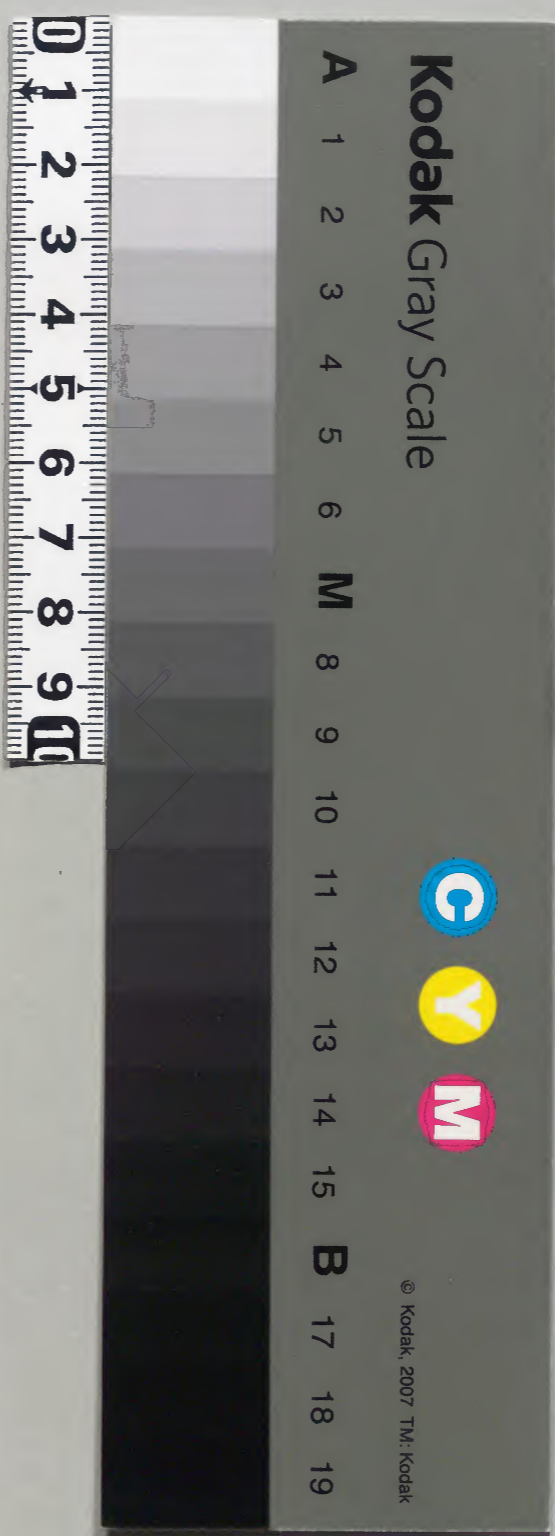 Kodak Gray Scale
C Y M
© Kodak, 2007 TM: Kodak
A 1 2 3 4 5 6 M 8 9 10 11 12 13 14 15 B 17 18 19
0 1 2 3 4 5 6 7 8 9 10